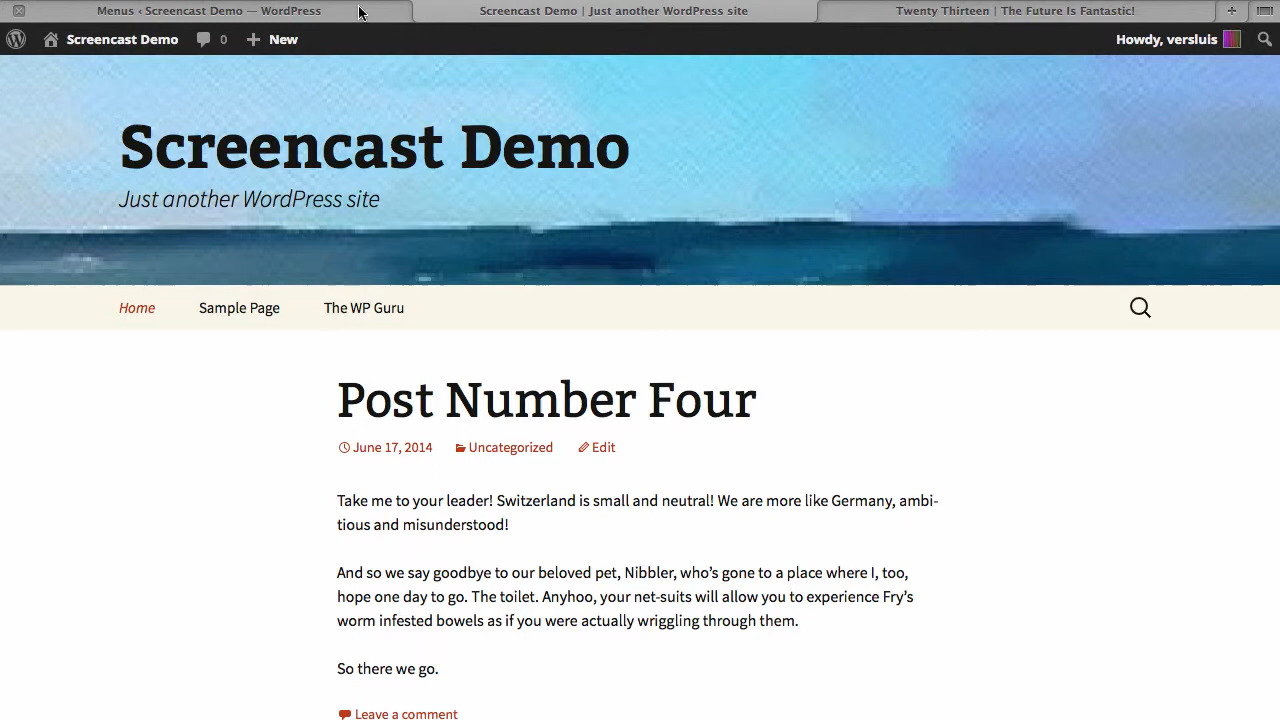 Menus ‹ Screencast Demo — WordPress
Screencast Demo | Just another WordPress site
Twenty Thirteen | The Future Is Fantastic!
Screencast Demo 0 New Howdy, versluis
Screencast Demo
Just another WordPress site
Home Sample Page The WP Guru
Post Number Four
June 17, 2014 Uncategorized Edit
Take me to your leader! Switzerland is small and neutral! We are more like Germany, ambi-
tious and misunderstood!
And so we say goodbye to our beloved pet, Nibbler, who's gone to a place where I, too,
hope one day to go. The toilet. Anyhoo, your net-suits will allow you to experience Fry's
worm infested bowels as if you were actually wriggling through them.
So there we go.
Leave a comment